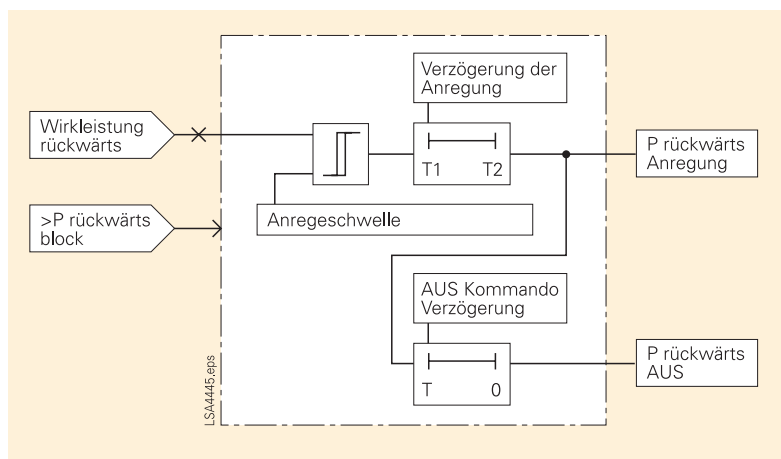 Verzögerung der
Anregung
Wirkleistung
rückwärts
T1 T2
P rückwärts
Anregung
>P rückwärts
block
Anregeschwelle
AUS Kommando
Verzögerung
T 0
P rückwärts
AUS
LSA4445.eps